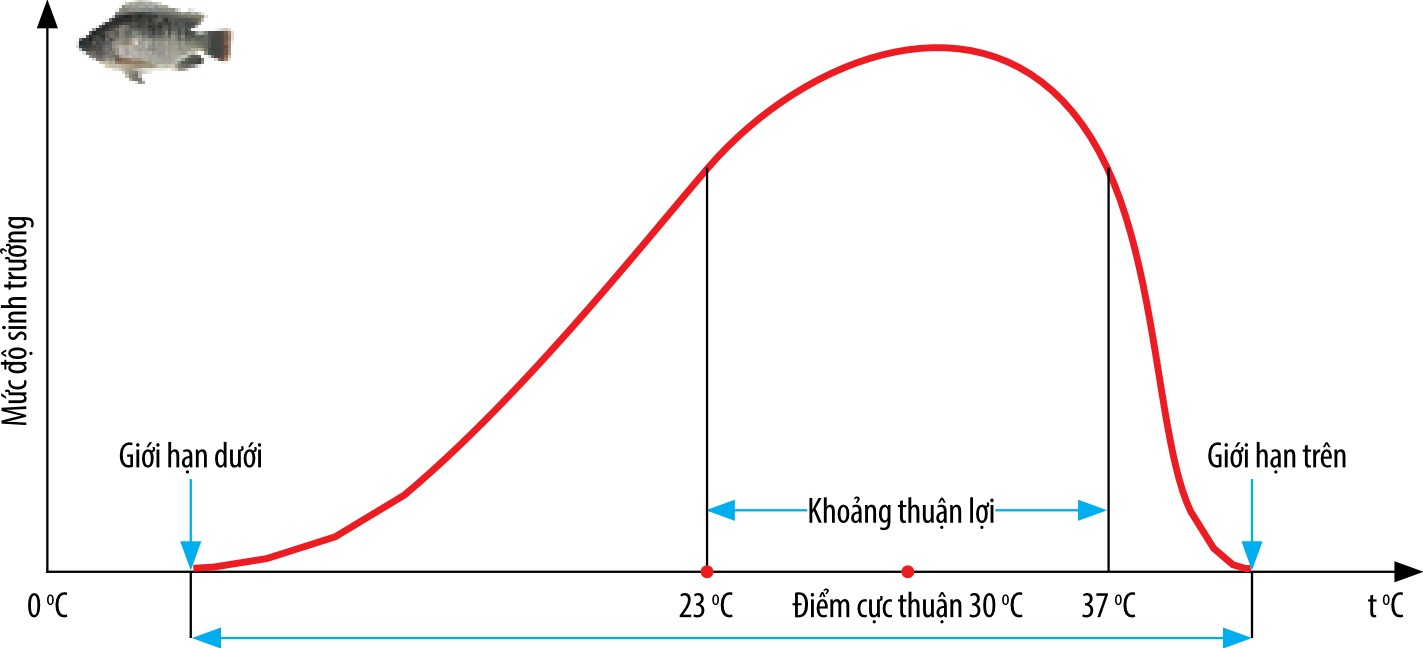 Mức độ sinh trưởng
Giới hạn dưới
Giới hạn trên
Khoảng thuận lợi
0 ºC
23 ºC
Điểm cực thuận 30 ºC
37 ºC
t ºC